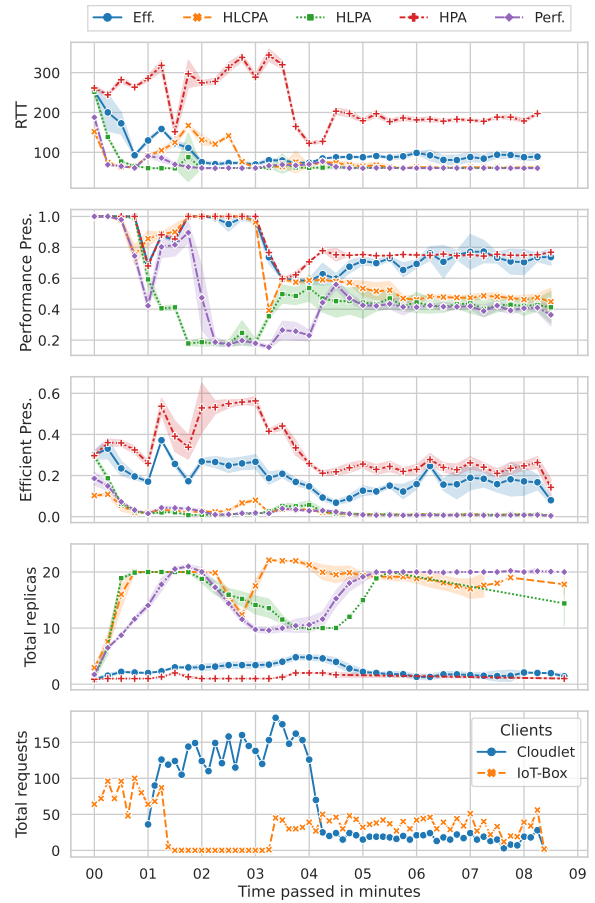 Eff. HLCPA HLPA HPA Perf.
RTT
300
200
100
Performance Pres.
1.0
0.8
0.6
0.4
0.2
Efficient Pres.
0.6
0.4
0.2
0.0
Total replicas
20
10
0
Total requests
150
100
50
0
Clients
Cloudlet
IoT-Box
00 01 02 03 04 05 06 07 08 09
Time passed in minutes